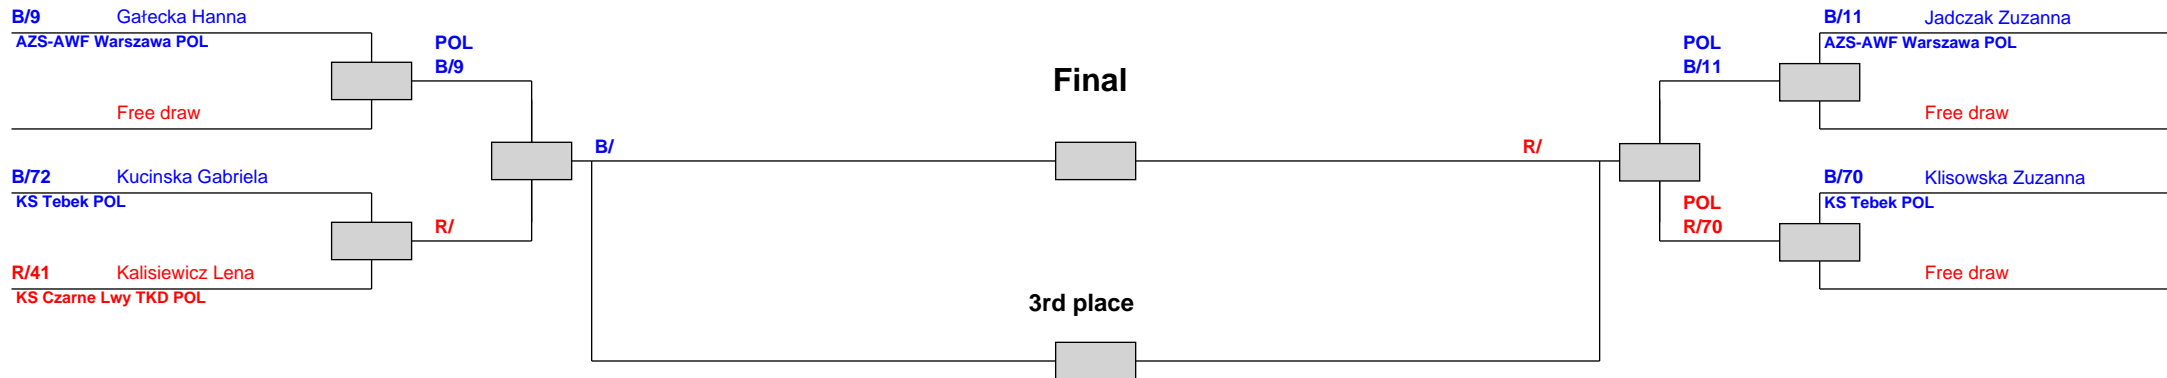 B/9 Gałecka Hanna
AZS-AWF Warszawa POL
Free draw
B/72 Kucinska Gabriela
KS Tebek POL
R/41 Kalisiewicz Lena
KS Czarne Lwy TKD POL
POL
B/9
R/
B/
Final
3rd place
R/
POL
B/11
POL
R/70
B/11 Jadczak Zuzanna
AZS-AWF Warszawa POL
Free draw
B/70 Klisowska Zuzanna
KS Tebek POL
Free draw